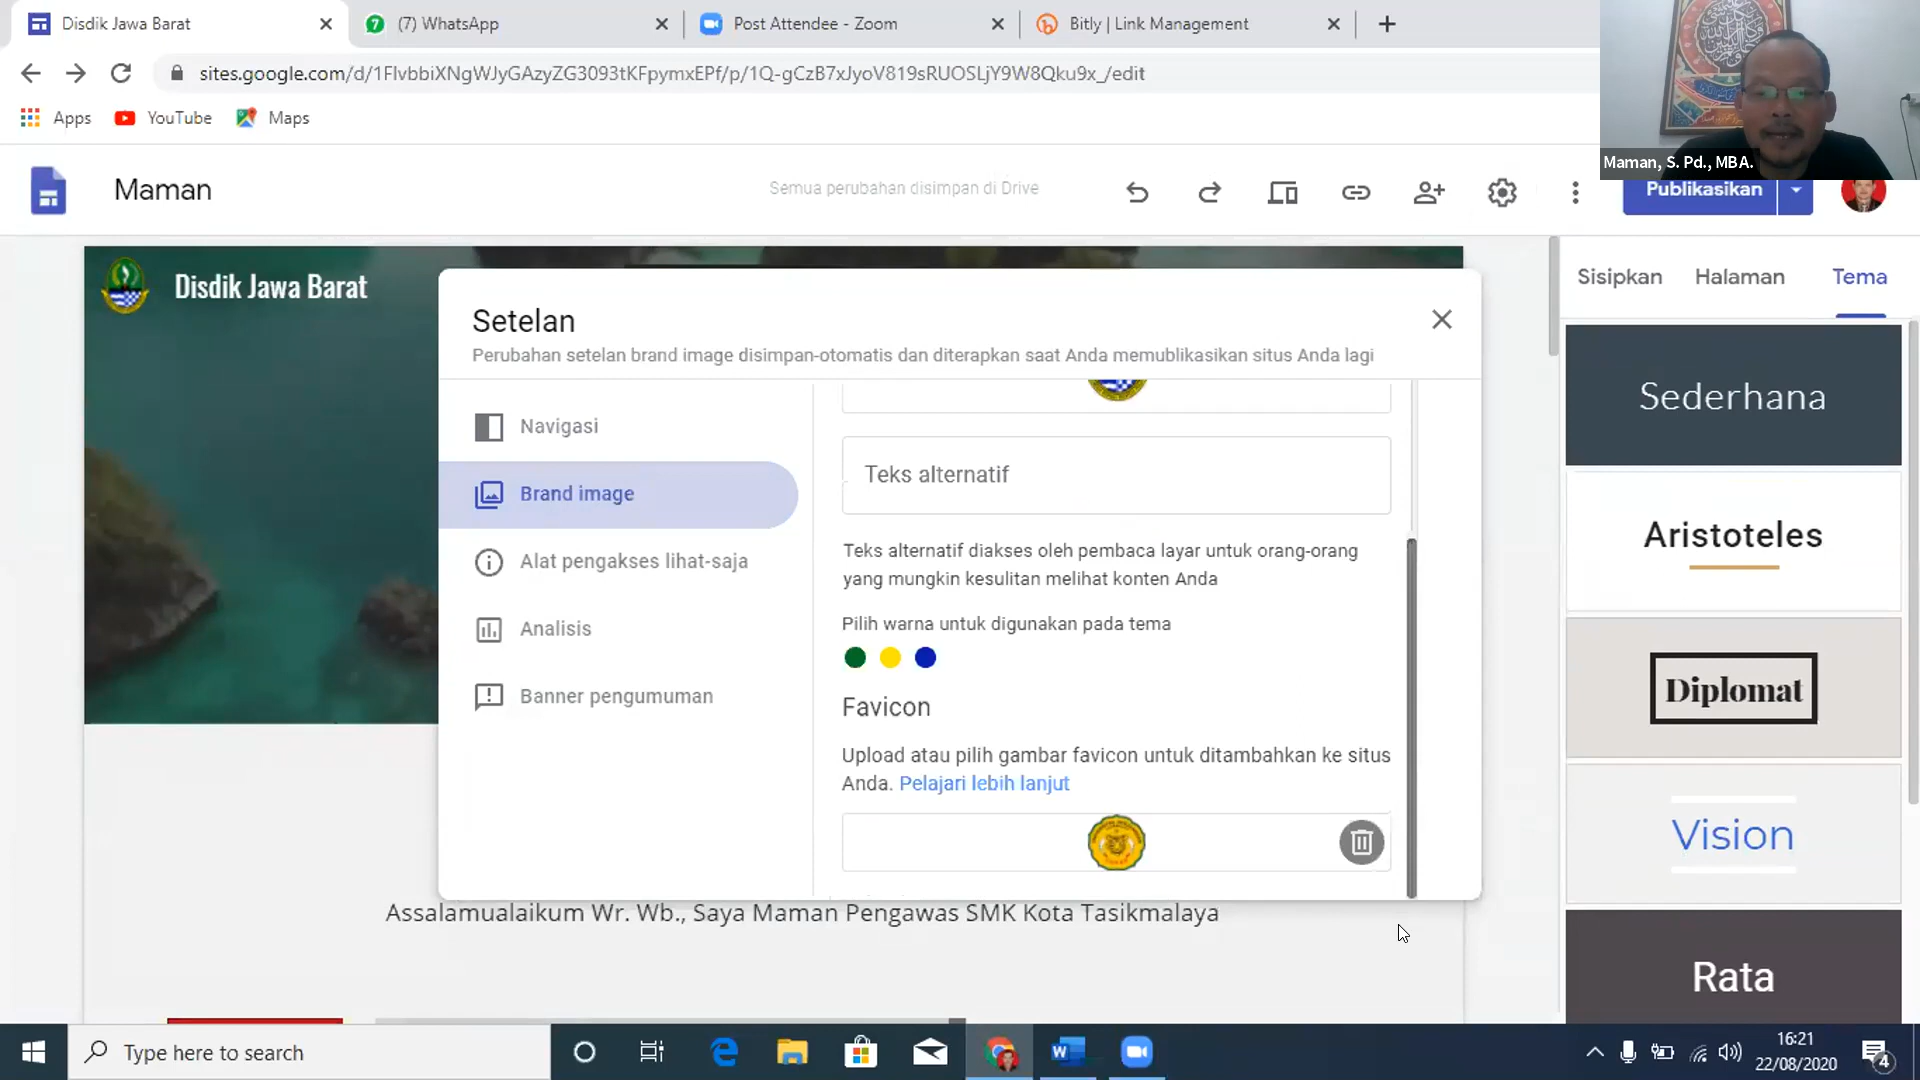 Disdik Jawa Barat
(7) WhatsApp
Post Attendee - Zoom
Bitly | Link Management
sites.google.com/d/1FlvbbiXNgWJyGAzyZG3093tKFpymxEPf/p/1Q-gCzB7xJyoV819sRUOSLjY9W8Qku9x_/edit
Apps
YouTube
Maps
Maman, S. Pd., MBA.
Maman
Semua perubahan disimpan di Drive
Publikasikan
Disdik Jawa Barat
Sisipkan
Halaman
Tema
Setelan
Perubahan setelan brand image disimpan-otomatis dan diterapkan saat Anda memublikasikan situs Anda lagi
Navigasi
Brand image
Alat pengakses lihat-saja
Analisis
Banner pengumuman
Teks alternatif
Teks alternatif diakses oleh pembaca layar untuk orang-orang
yang mungkin kesulitan melihat konten Anda
Pilih warna untuk digunakan pada tema
Favicon
Upload atau pilih gambar favicon untuk ditambahkan ke situs
Anda. Pelajari lebih lanjut
Sederhana
Aristoteles
Diplomat
Vision
Rata
Assalamualaikum Wr. Wb., Saya Maman Pengawas SMK Kota Tasikmalaya
Type here to search
16:21
22/08/2020
4